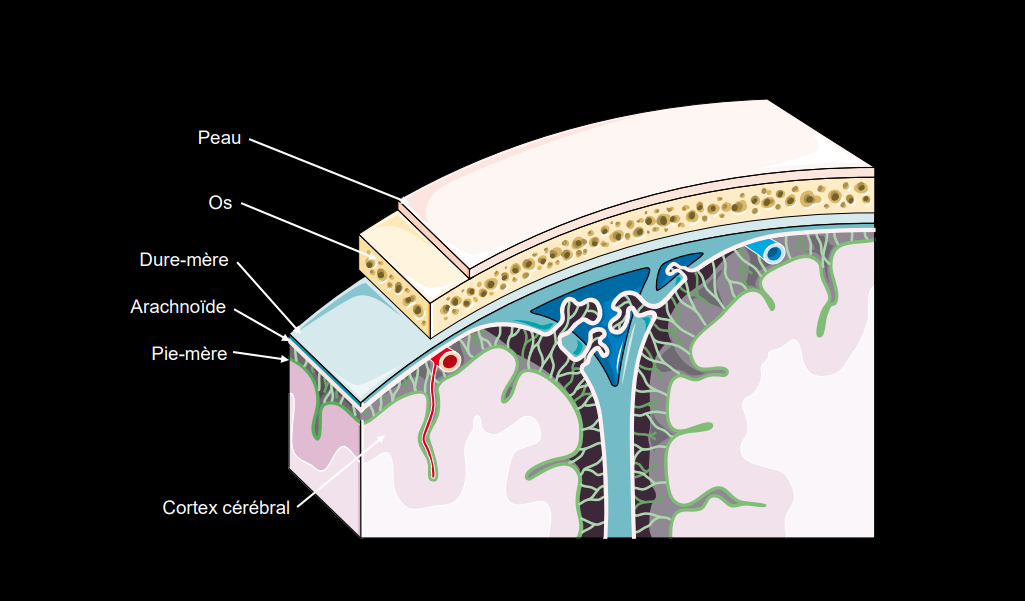 Peau
Os
Dure-mère
Arachnoïde
Pie-mère
Cortex cérébral